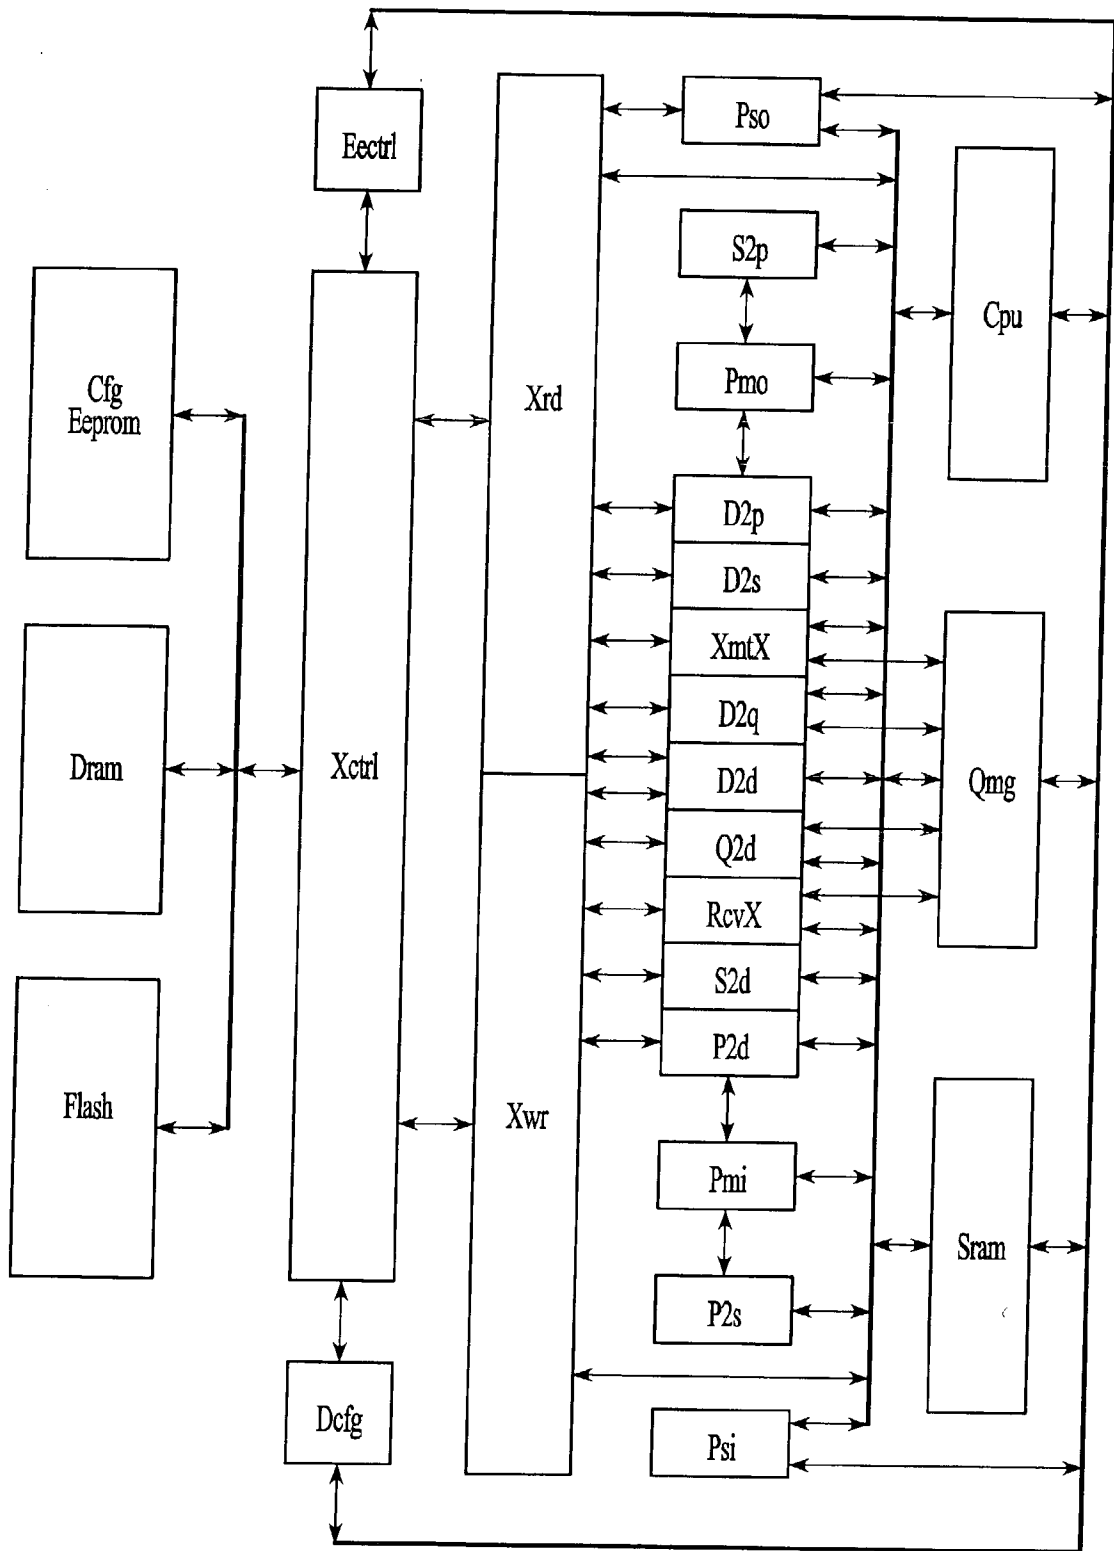 Eectrl
Pso
S2p
Cpu
Cfg
Eeprom
Xrd
Pmo
D2p
D2s
XmtX
D2q
Dram
Xctrl
D2d
Qmg
Q2d
RcvX
S2d
P2d
Flash
Xwr
Pmi
Sram
P2s
Dcfg
Psi